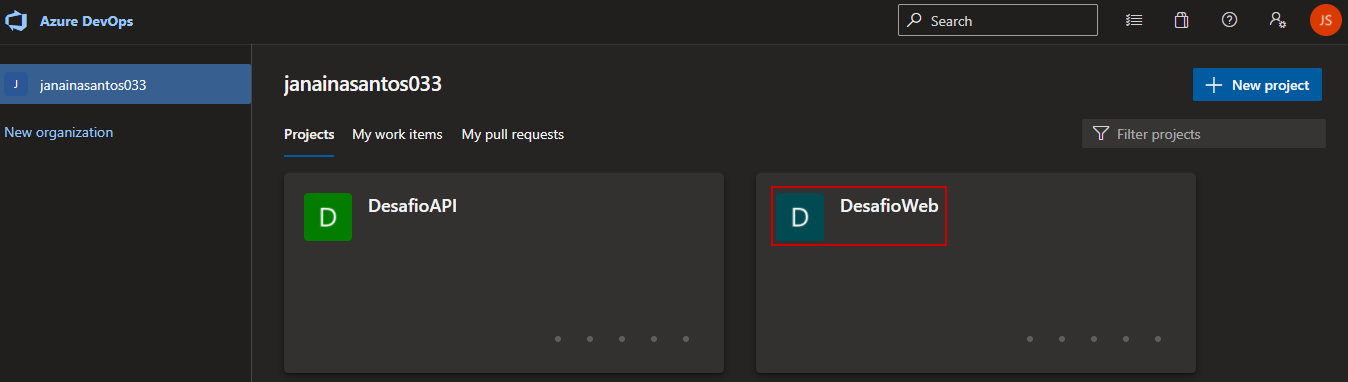 Azure DevOps
Search
JS
J janainasantos033
New organization
janainasantos033
New project
Projects My work items My pull requests
Filter projects
D DesafioAPI
D DesafioWeb